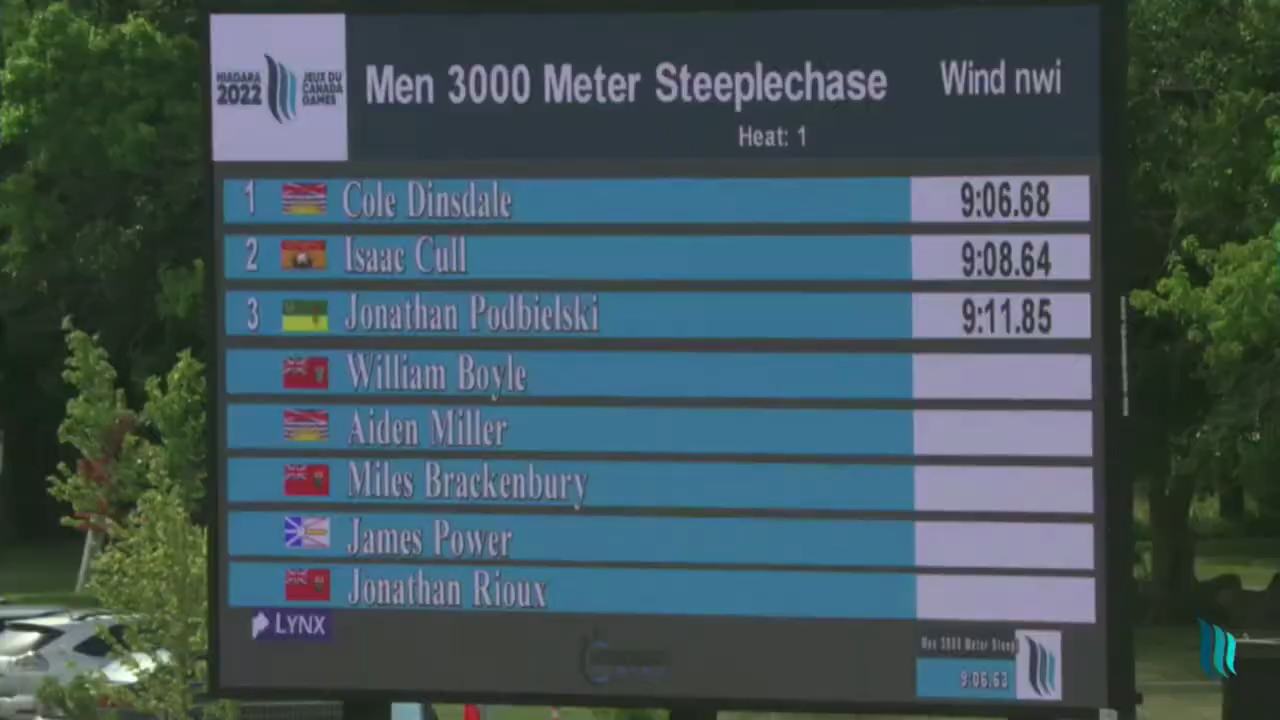 NIAGARA 2022
JEUX DU CANADA GAMES
Men 3000 Meter Steeplechase
Wind nwi
Heat: 1
1 Cole Dinsdale 9:06.68
2 Isaac Cull 9:08.64
3 Jonathan Podbielski 9:11.85
William Boyle
Aiden Miller
Miles Brackenbury
James Power
Jonathan Rioux
LYNX
Men 3000 Meter Steep
9:06.63